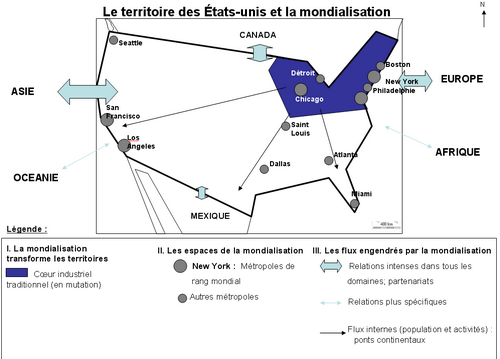 Le territoire des États-unis et la mondialisation
N
CANADA
Seattle
Boston
Détroit
New York
Philadelphie
Chicago
ASIE
EUROPE
San
Francisco
Saint
Louis
Los
Angeles
Atlanta
AFRIQUE
Dallas
OCEANIE
Miami
MEXIQUE
400 km
Légende :
I. La mondialisation
transforme les territoires
Cœur industriel
traditionnel (en mutation)
II. Les espaces de la mondialisation
New York : Métropoles de
rang mondial
Autres métropoles
III. Les flux engendrés par la mondialisation
Relations intenses dans tous les
domaines; partenariats
Relations plus spécifiques
Flux internes (population et activités) :
ponts continentaux